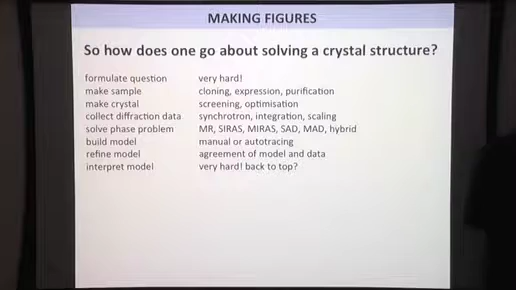 MAKING FIGURES
So how does one go about solving a crystal structure?
formulate question very hard!
make sample cloning, expression, purification
make crystal screening, optimisation
collect diffraction data synchrotron, integration, scaling
solve phase problem MR, SIRAS, MIRAS, SAD, MAD, hybrid
build model manual or autotracing
refine model agreement of model and data
interpret model very hard! back to top?